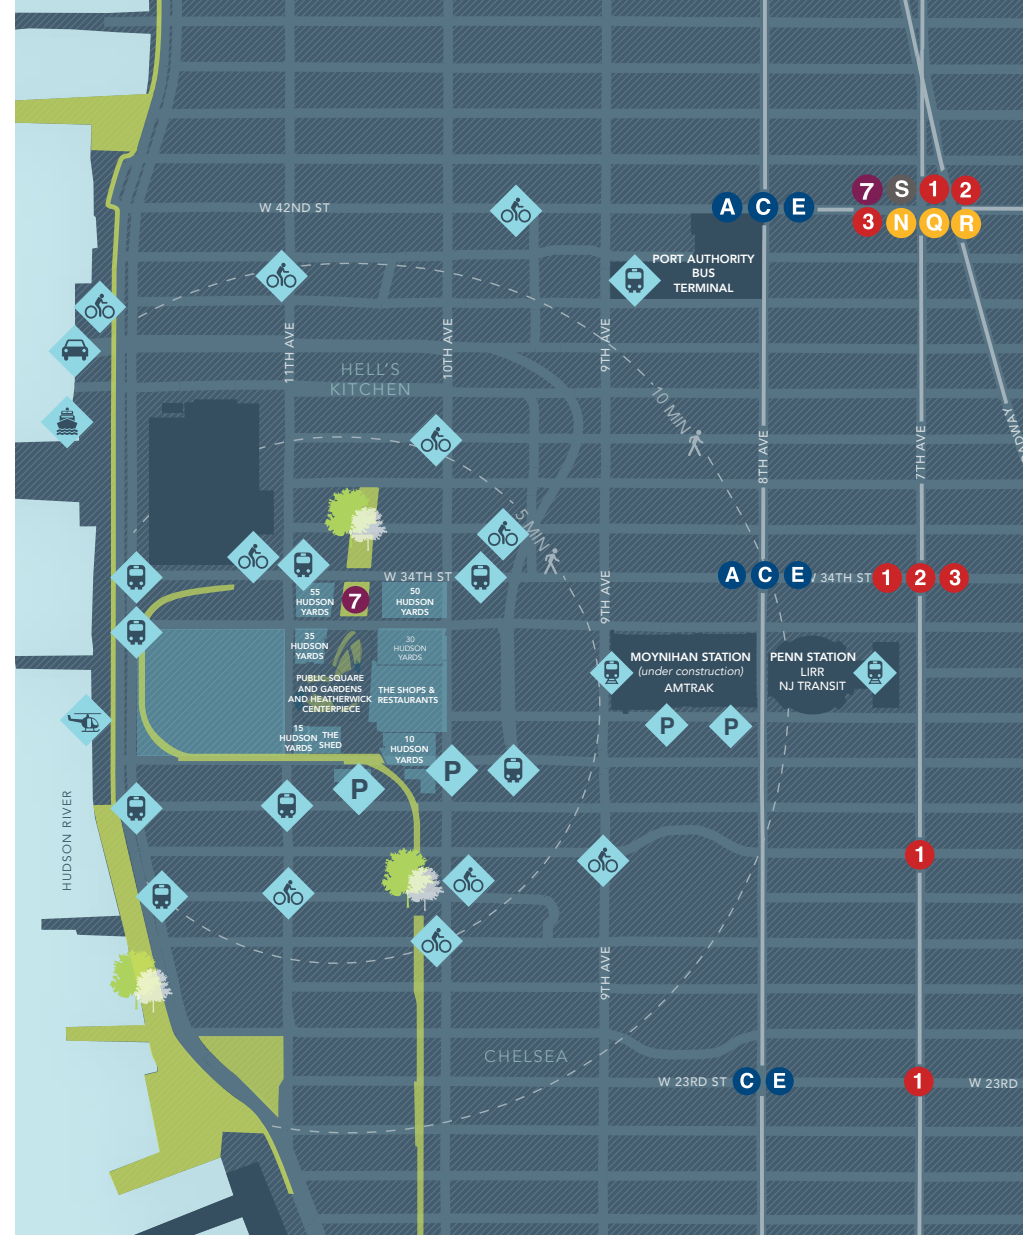 7 S 1 2
A C E
3 N Q R
W 42ND ST
PORT AUTHORITY
BUS
TERMINAL
11TH AVE
10TH AVE
9TH AVE
HELL'S
KITCHEN
10 MIN
8TH AVE
7TH AVE
5 MIN
W 34TH ST
A C E
34TH ST
1 2 3
55
HUDSON
YARDS
7
50
HUDSON
YARDS
9TH AVE
35
HUDSON
YARDS
30
HUDSON
YARDS
MOYNIHAN STATION
(under construction)
AMTRAK
PENN STATION
LIRR
NJ TRANSIT
PUBLIC SQUARE
AND GARDENS
AND HEATHERWICK
CENTERPIECE
THE SHOPS &
RESTAURANTS
P
P
15
HUDSON
YARDS
THE
SHED
10
HUDSON
YARDS
P
P
HUDSON RIVER
1
9TH AVE
CHELSEA
W 23RD ST
C E
1
W 23RD